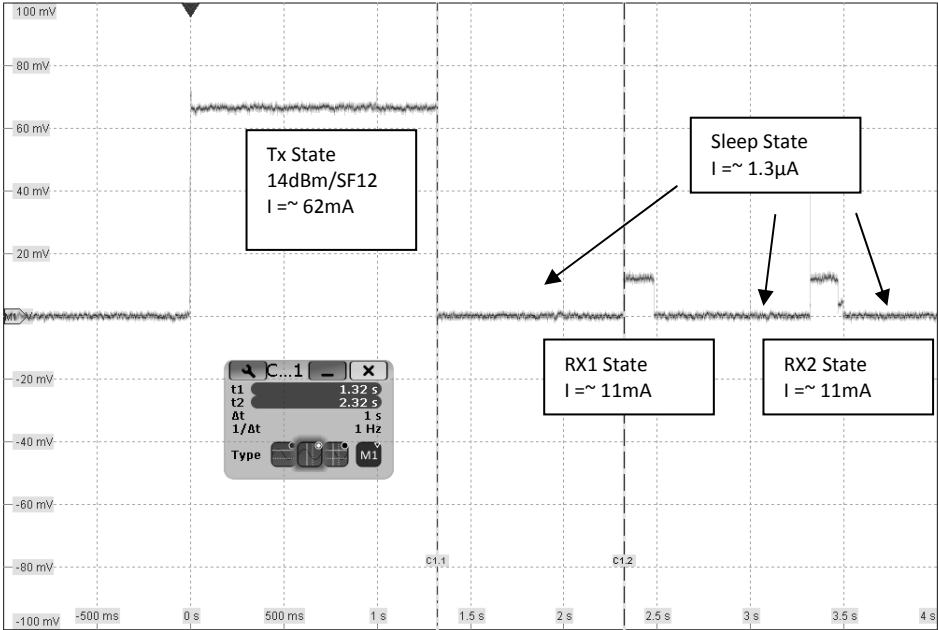 100 mV
80 mV
60 mV
Tx State
14dBm/SF12
I =~ 62mA
Sleep State
I =~ 1.3µA
40 mV
20 mV
M1
RX1 State
I =~ 11mA
RX2 State
I =~ 11mA
-20 mV
C...1
t1 1.32 s
t2 2.32 s
Δt 1 s
1/Δt 1 Hz
Type M1
-40 mV
-60 mV
-80 mV
C1.1 C1.2
-100 mV
-500 ms 0 s 500 ms 1 s 1.5 s 2 s 2.5 s 3 s 3.5 s 4 s